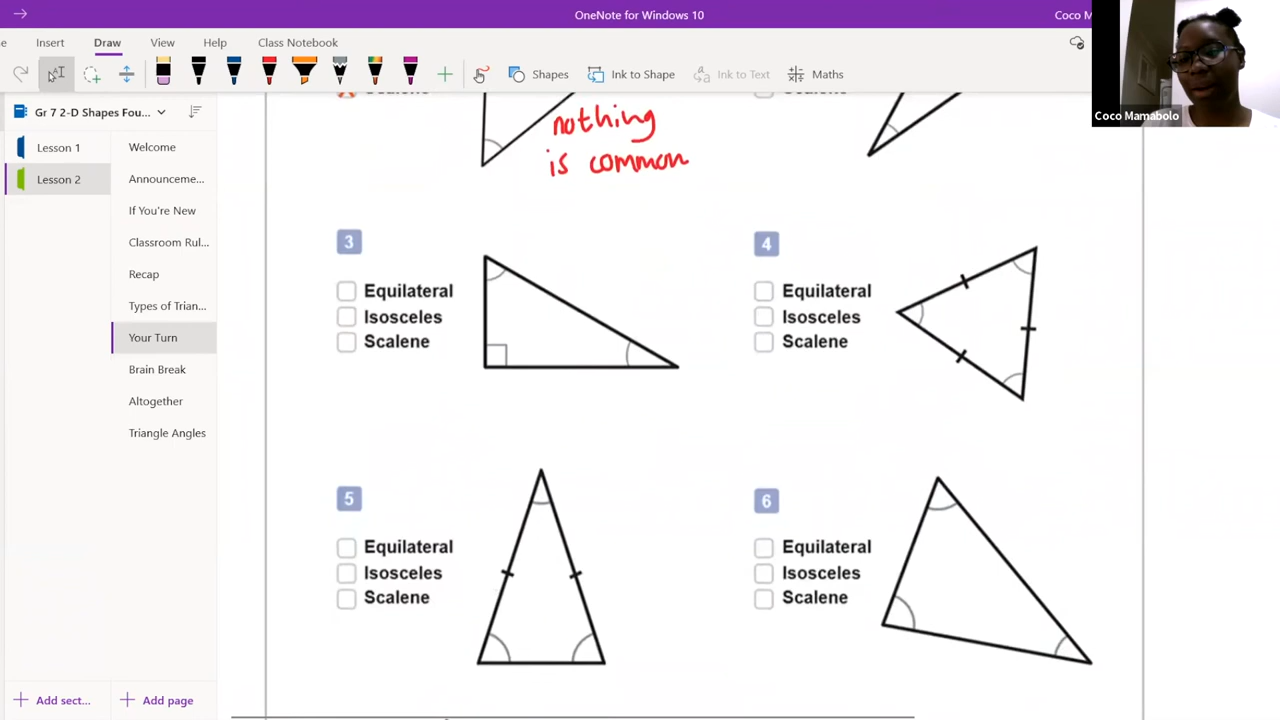 OneNote for Windows 10
Coco M
e
Insert
Draw
View
Help
Class Notebook
Shapes
Ink to Shape
Ink to Text
Maths
Coco Mamabolo
Gr 7 2-D Shapes Fou...
Lesson 1
Lesson 2
Welcome
Announceme...
If You're New
Classroom Rul...
Recap
Types of Trian...
Your Turn
Brain Break
Altogether
Triangle Angles
nothing
is common
3
Equilateral
Isosceles
Scalene
4
Equilateral
Isosceles
Scalene
5
Equilateral
Isosceles
Scalene
6
Equilateral
Isosceles
Scalene
Add sect...
Add page